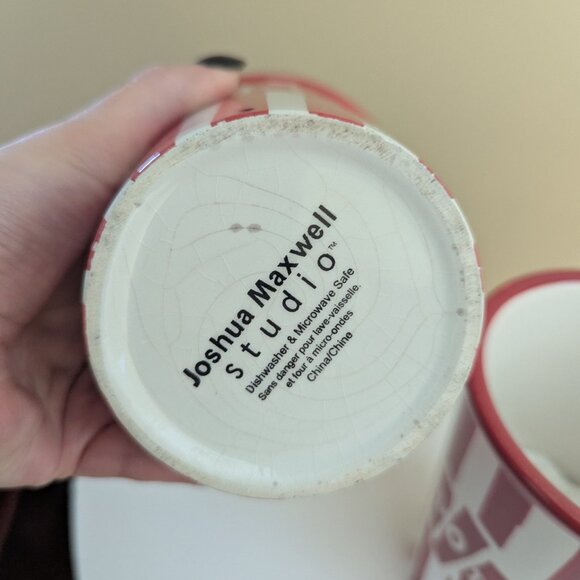 Joshua Maxwell
studio™
Dishwasher & Microwave Safe
Sans danger pour lave-vaisselle.
et four à micro-ondes
China/Chine